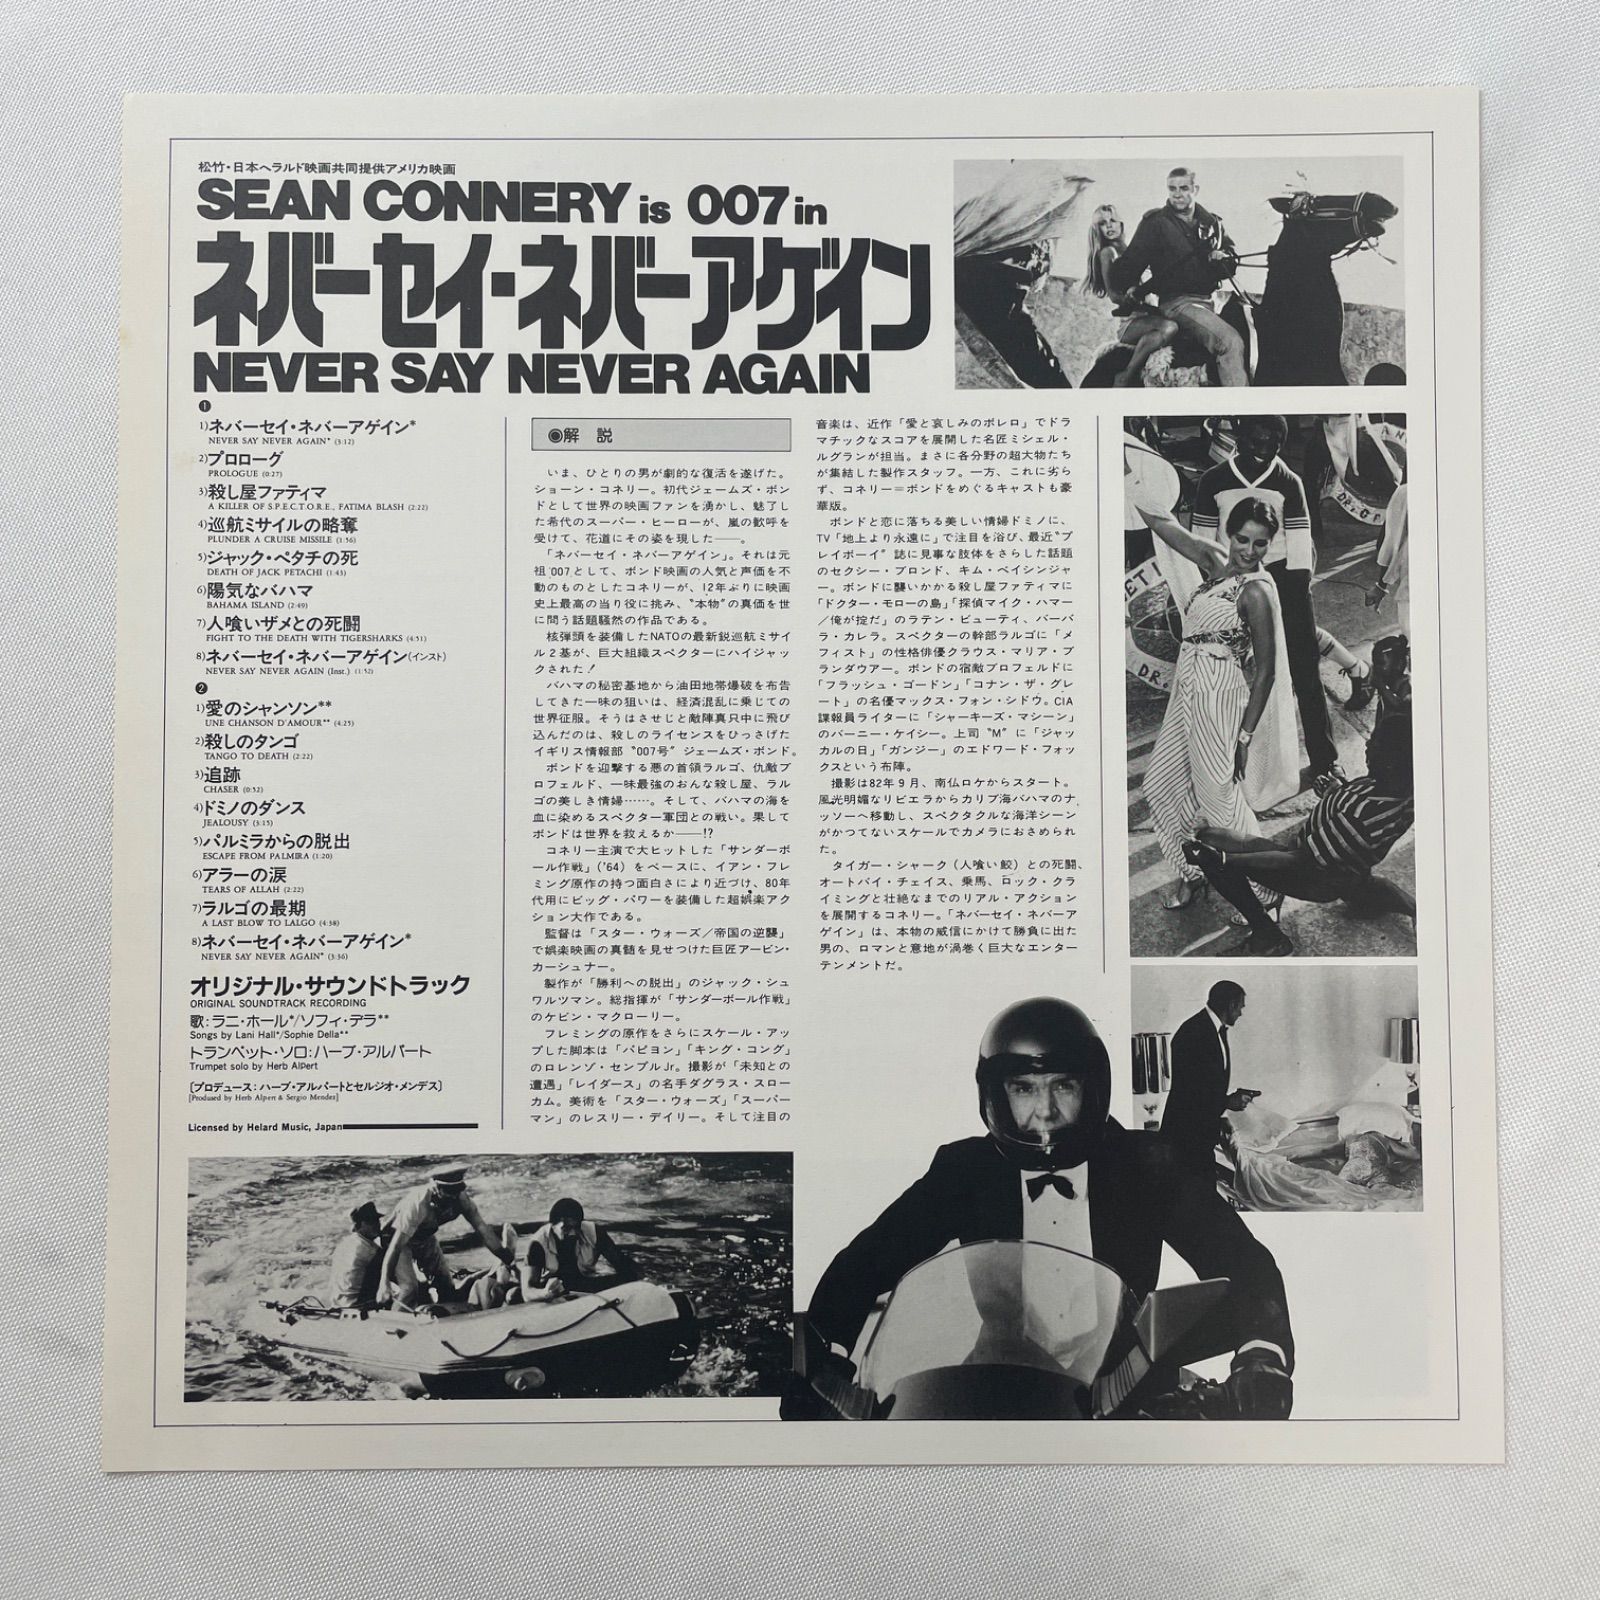 松竹・日本ヘラルド映画共同提供アメリカ映画
SEAN CONNERY is 007 in
ネバーセイ・ネバーアゲイン
NEVER SAY NEVER AGAIN
❶
1)ネバーセイ・ネバーアゲイン*
NEVER SAY NEVER AGAIN* (3:12)
2)プロローグ
PROLOGUE (0:27)
3)殺し屋ファティマ
A KILLER OF S.P.E.C.T.O.R.E., FATIMA BLASH (2:22)
4)巡航ミサイルの略奪
PLUNDER A CRUISE MISSILE (1:56)
5)ジャック・ペタチの死
DEATH OF JACK PETACHI (1:43)
6)陽気なバハマ
BAHAMA ISLAND (2:49)
7)人喰いザメとの死闘
FIGHT TO THE DEATH WITH TIGERSHARKS (4:51)
8)ネバーセイ・ネバーアゲイン(インスト)
NEVER SAY NEVER AGAIN (Inst.) (1:52)
❷
1)愛のシャンソン**
UNE CHANSON D'AMOUR** (4:25)
2)殺しのタンゴ
TANGO TO DEATH (2:22)
3)追跡
CHASER (0:52)
4)ドミノのダンス
JEALOUSY (3:15)
5)パルミラからの脱出
ESCAPE FROM PALMIRA (1:20)
6)アラーの涙
TEARS OF ALLAH (2:22)
7)ラルゴの最期
A LAST BLOW TO LALGO (4:38)
8)ネバーセイ・ネバーアゲイン*
NEVER SAY NEVER AGAIN* (3:36)
オリジナル・サウンドトラック
ORIGINAL SOUNDTRACK RECORDING
歌:ラニ・ホール*/ソフィ・デラ**
Songs by Lani Hall*/Sophie Della**
トランペット・ソロ:ハーブ・アルパート
Trumpet solo by Herb Alpert
[プロデュース:ハーブ・アルパートとセルジオ・メンデス]
[Prodused by Herb Alpert & Sergio Mendez]
Licensed by Helard Music, Japan
◉解 説
いま、ひとりの男が劇的な復活を遂げた。
ショーン・コネリー。初代ジェームズ・ボン
ドとして世界の映画ファンを湧かし、魅了し
た希代のスーパー・ヒーローが、嵐の歓呼を
受けて、花道にその姿を現した――。
「ネバーセイ・ネバーアゲイン」。それは元
祖'007として、ボンド映画の人気と声価を不
動のものとしたコネリーが、12年ぶりに映画
史上最高の当り役に挑み、“本物”の真価を世
に問う話題騒然の作品である。
核弾頭を装備したNATOの最新鋭巡航ミサイ
ル2基が、巨大組織スペクターにハイジャッ
クされた!
バハマの秘密基地から油田地帯爆破を布告
してきた一味の狙いは、経済混乱に乗じての
世界征服。そうはさせじと敵陣真只中に飛び
込んだのは、殺しのライセンスをひっさげた
イギリス情報部“007号”ジェームズ・ボンド。
ボンドを迎撃する悪の首領ラルゴ、仇敵ブ
ロフェルド、一味最強のおんな殺し屋、ラル
ゴの美しき情婦……。そして、バハマの海を
血に染めるスペクター軍団との戦い。果して
ボンドは世界を救えるか――!?
コネリー主演で大ヒットした「サンダーボ
ール作戦」('64)をベースに、イアン・フレ
ミング原作の持つ面白さにより近づけ、80年
代用にビッグ・パワーを装備した超娯楽アク
ション大作である。
監督は「スター・ウォーズ/帝国の逆襲」
で娯楽映画の真髄を見せつけた巨匠アービン・
カーシュナー。
製作が「勝利への脱出」のジャック・シュ
ワルツマン。総指揮が「サンダーボール作戦」
のケビン・マクローリー。
フレミングの原作をさらにスケール・アッ
プした脚本は「パピヨン」「キング・コング」
のロレンゾ・センプルJr。撮影が「未知との
遭遇」「レイダース」の名手ダグラス・スロー
カム。美術を「スター・ウォーズ」「スーパー
マン」のレスリー・デイリー。そして注目の
音楽は、近作「愛と哀しみのボレロ」でドラ
マチックなスコアを展開した名匠ミシェル・
ルグランが担当。まさに各分野の超大物たち
が集結した製作スタッフ。一方、これに劣ら
ず、コネリー=ボンドをめぐるキャストも豪
華版。
ボンドと恋に落ちる美しい情婦ドミノに、
TV「地上より永遠に」で注目を浴び、最近“プ
レイボーイ”誌に見事な肢体をさらした話題
のセクシー・ブロンド、キム・ベイシンジャ
ー。ボンドに襲いかかる殺し屋ファティマに
「ドクター・モローの島」「探偵マイク・ハマー
/俺が掟だ」のラテン・ビューティ、バーバ
ラ・カレラ。スペクターの幹部ラルゴに「メ
フィスト」の性格俳優クラウス・マリア・ブ
ランダウアー。ボンドの宿敵ブロフェルドに
「フラッシュ・ゴードン」「コナン・ザ・グレ
ート」の名優マックス・フォン・シドウ。CIA
諜報員ライターに「シャーキーズ・マシーン」
のバーニー・ケイシー。上司“M”に「ジャッ
カルの日」「ガンジー」のエドワード・フォッ
クスという布陣。
撮影は82年9月、南仏ロケからスタート。
風光明媚なリビエラからカリブ海バハマのナ
ッソーへ移動し、スペクタクルな海洋シーン
がかつてないスケールでカメラにおさめられ
た。
タイガー・シャーク(人喰い鮫)との死闘、
オートバイ・チェイス、乗馬、ロック・クラ
イミングと壮絶なまでのリアル・アクション
を展開するコネリー。「ネバーセイ・ネバーア
ゲイン」は、本物の威信にかけて勝負に出た
男の、ロマンと意地が渦巻く巨大なエンター
テンメントだ。